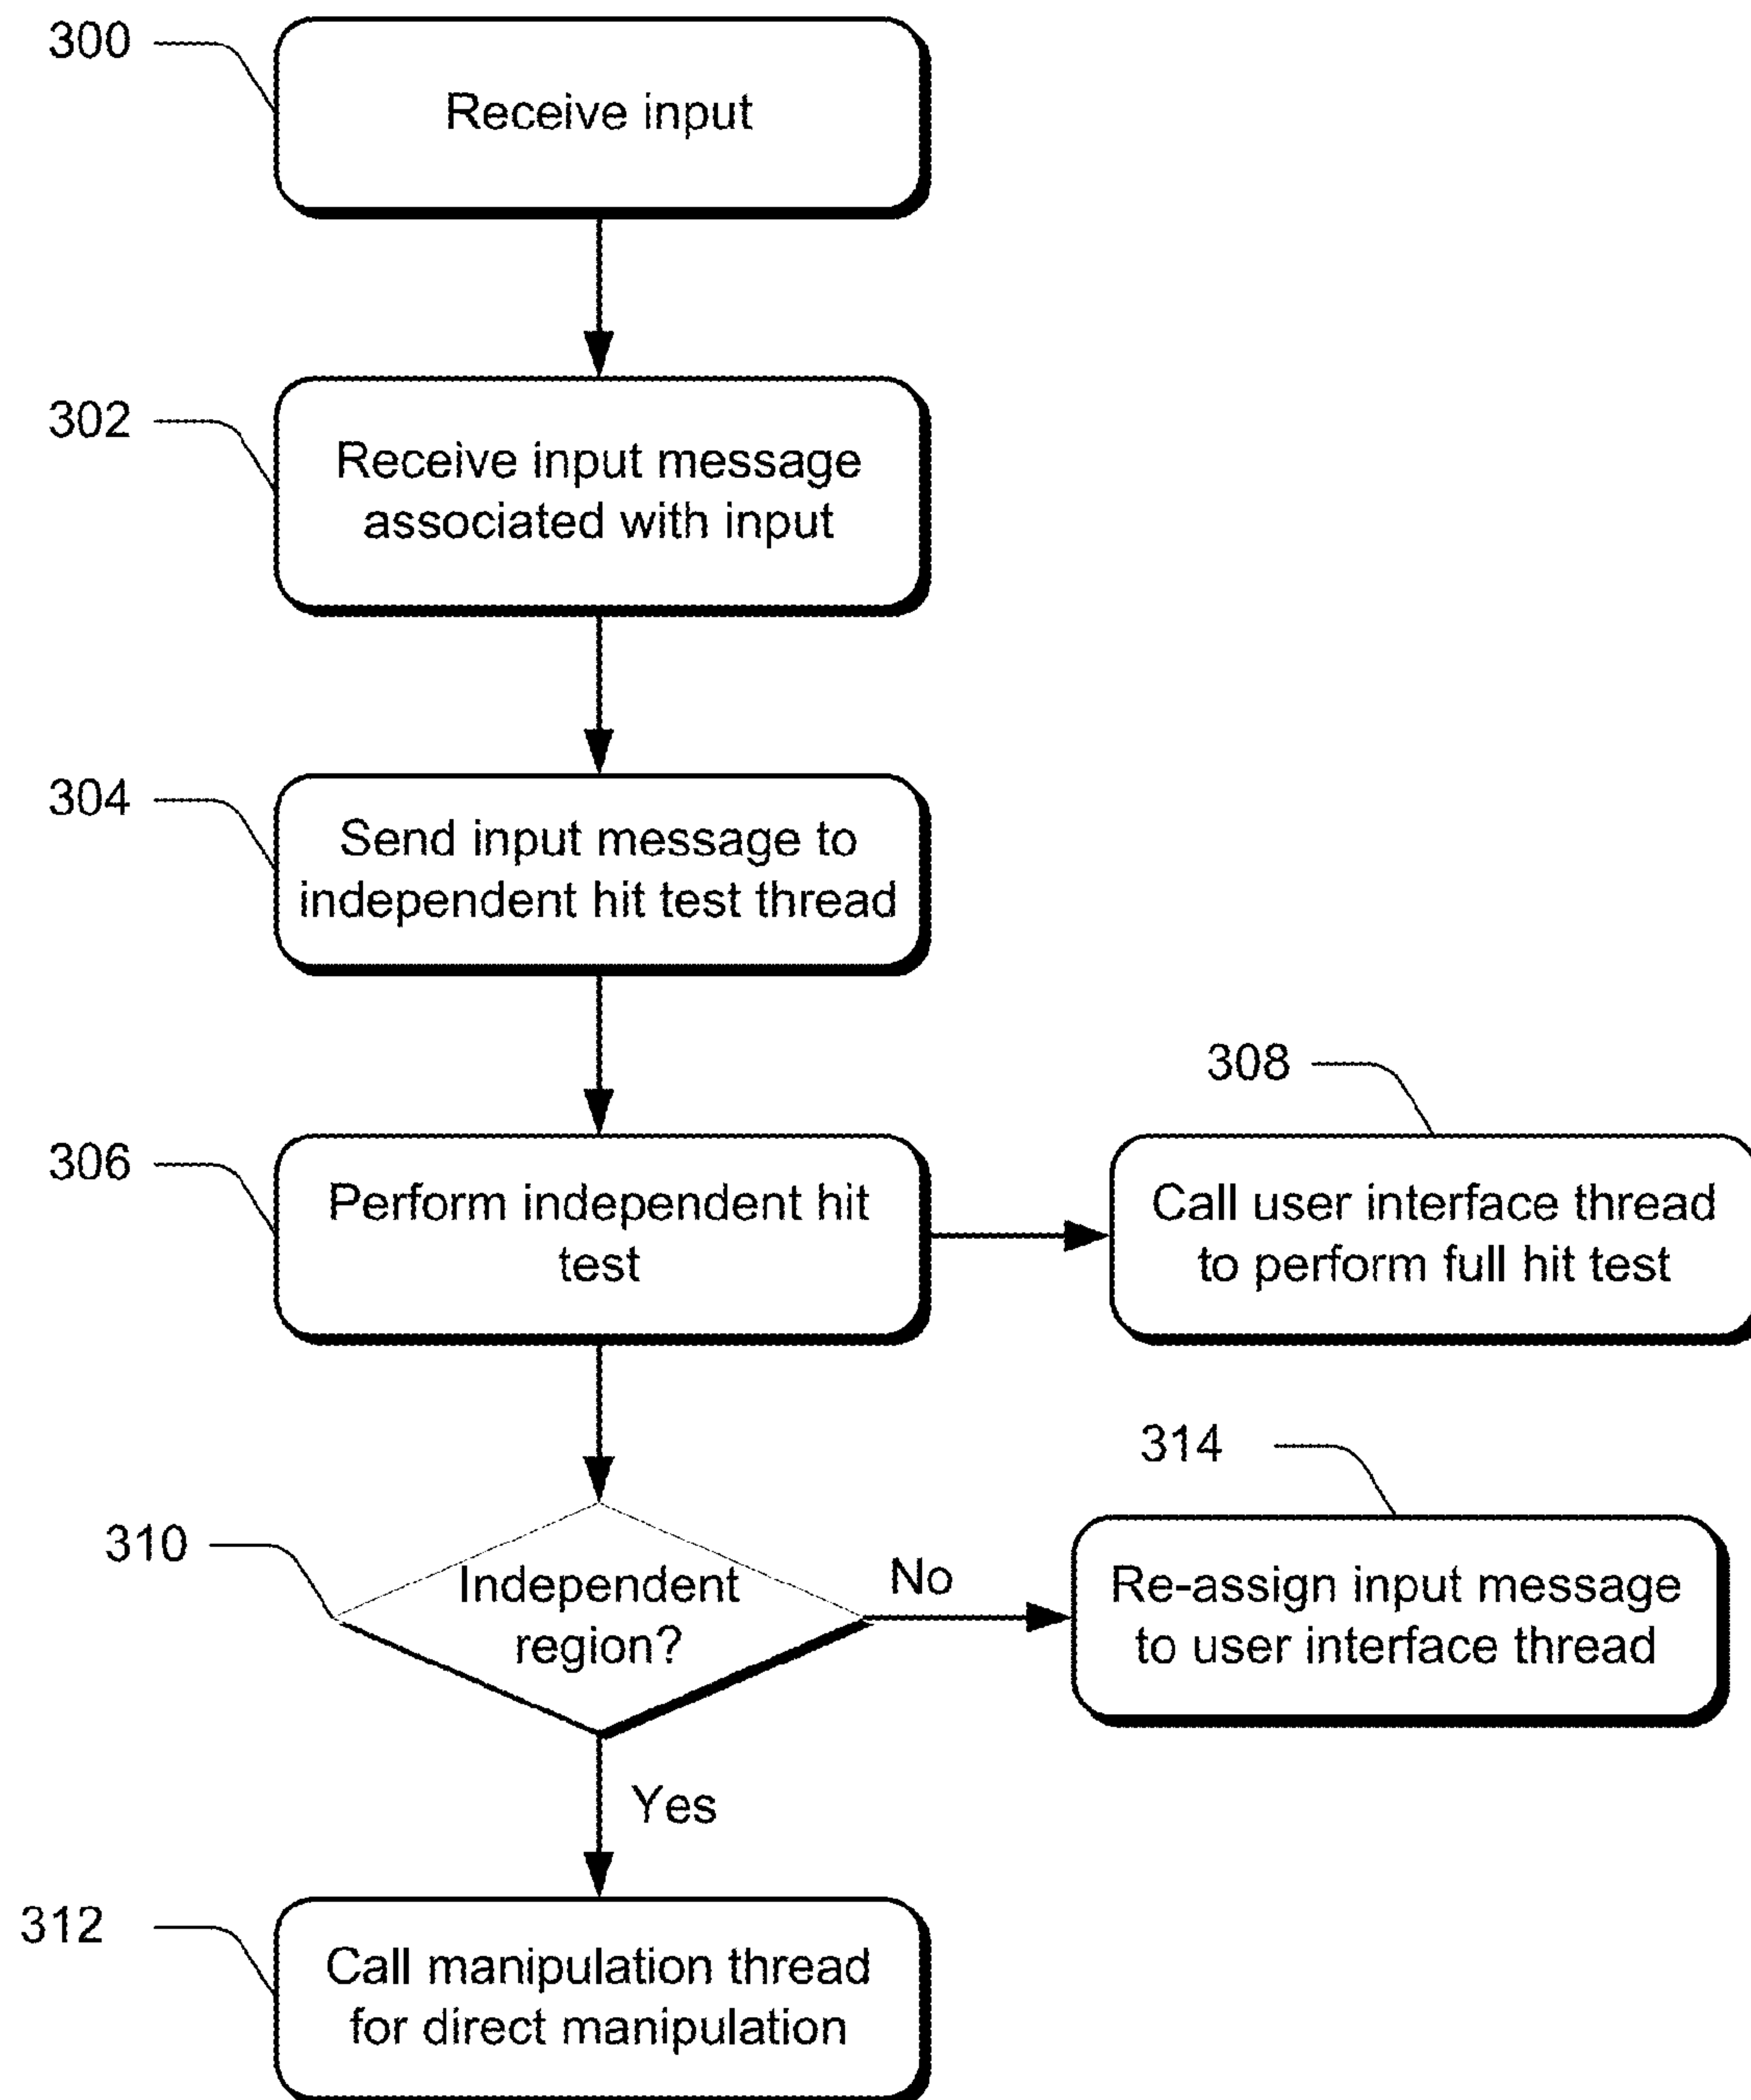 300
Receive input
302
Receive input message
associated with input
304
Send input message to
independent hit test thread
306
Perform independent hit
test
308
Call user interface thread
to perform full hit test
310
Independent
region?
No
314
Re-assign input message
to user interface thread
Yes
312
Call manipulation thread
for direct manipulation